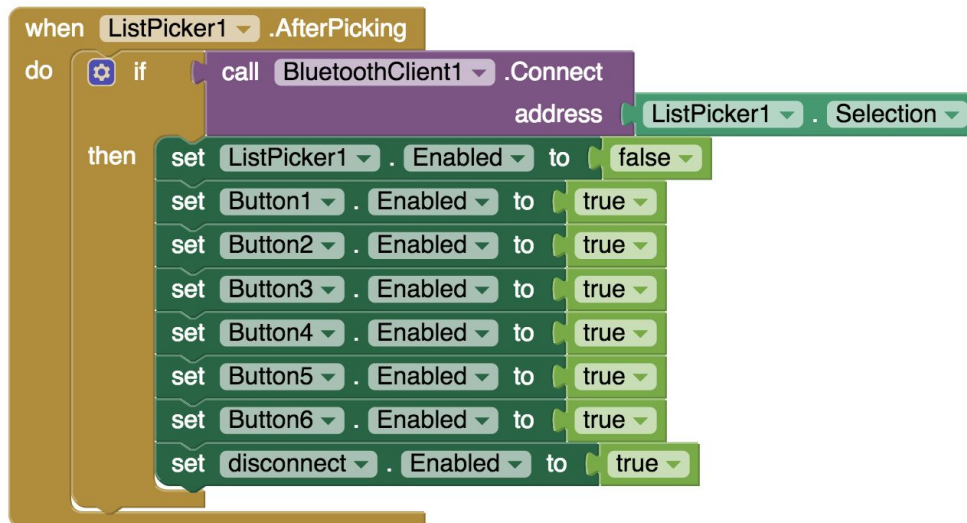 when ListPicker1 .AfterPicking
do if call BluetoothClient1 .Connect
address ListPicker1 . Selection
then set ListPicker1 . Enabled to false
set Button1 . Enabled to true
set Button2 . Enabled to true
set Button3 . Enabled to true
set Button4 . Enabled to true
set Button5 . Enabled to true
set Button6 . Enabled to true
set disconnect . Enabled to true